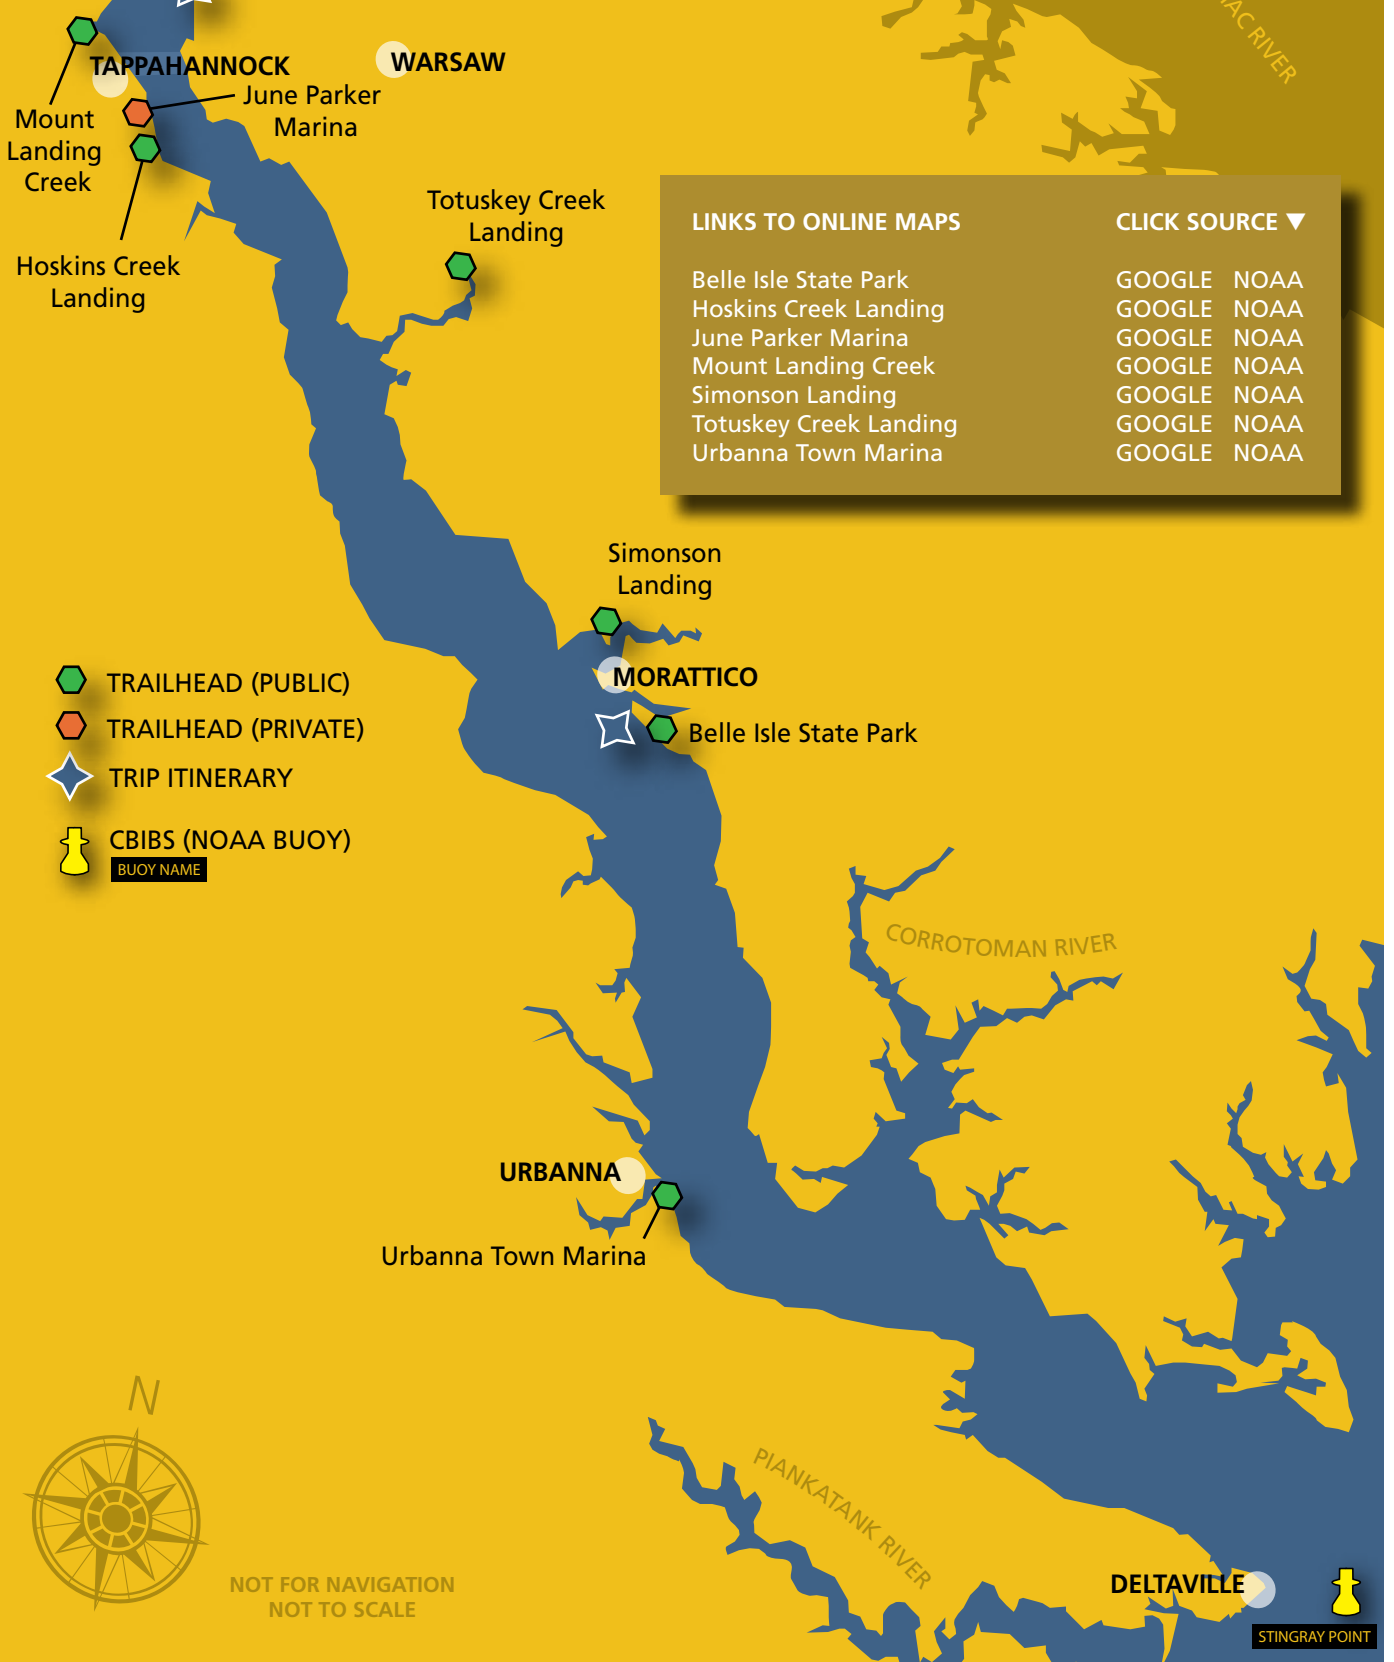 MAC RIVER
TAPPAHANNOCK
WARSAW
June Parker
Marina
Mount
Landing
Creek
Hoskins Creek
Landing
Totuskey Creek
Landing
LINKS TO ONLINE MAPS CLICK SOURCE ▼
Belle Isle State Park GOOGLE NOAA
Hoskins Creek Landing GOOGLE NOAA
June Parker Marina GOOGLE NOAA
Mount Landing Creek GOOGLE NOAA
Simonson Landing GOOGLE NOAA
Totuskey Creek Landing GOOGLE NOAA
Urbanna Town Marina GOOGLE NOAA
Simonson
Landing
MORATTICO
Belle Isle State Park
TRAILHEAD (PUBLIC)
TRAILHEAD (PRIVATE)
TRIP ITINERARY
CBIBS (NOAA BUOY)
BUOY NAME
CORROTOMAN RIVER
URBANNA
Urbanna Town Marina
N
PIANKATANK RIVER
NOT FOR NAVIGATION
NOT TO SCALE
DELTAVILLE
STINGRAY POINT